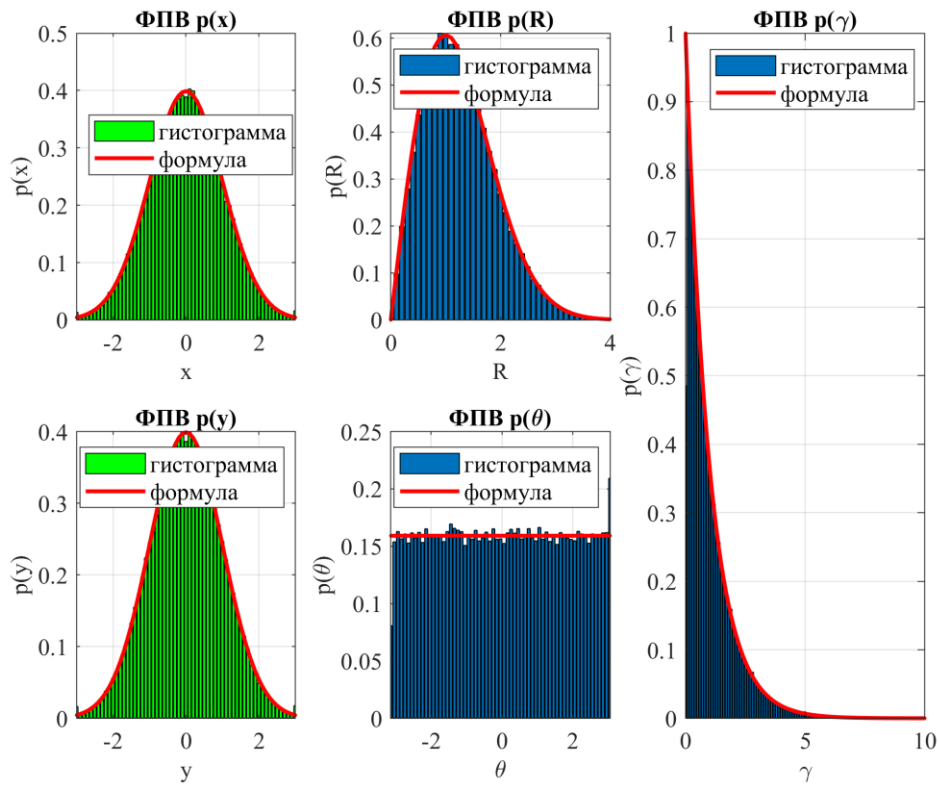 ФПВ p(x)
0.5
0.4
0.3
0.2
0.1
0
p(x)
гистограмма
формула
-2
0
2
x
ФПВ p(R)
0.6
0.5
0.4
0.3
0.2
0.1
0
p(R)
гистограмма
формула
0
2
4
R
ФПВ p(γ)
1
0.9
0.8
0.7
0.6
0.5
0.4
0.3
0.2
0.1
0
p(γ)
гистограмма
формула
0
5
10
γ
ФПВ p(y)
0.4
0.3
0.2
0.1
0
p(y)
гистограмма
формула
-2
0
2
y
ФПВ p(θ)
0.25
0.2
0.15
0.1
0.05
0
p(θ)
гистограмма
формула
-2
0
2
θ